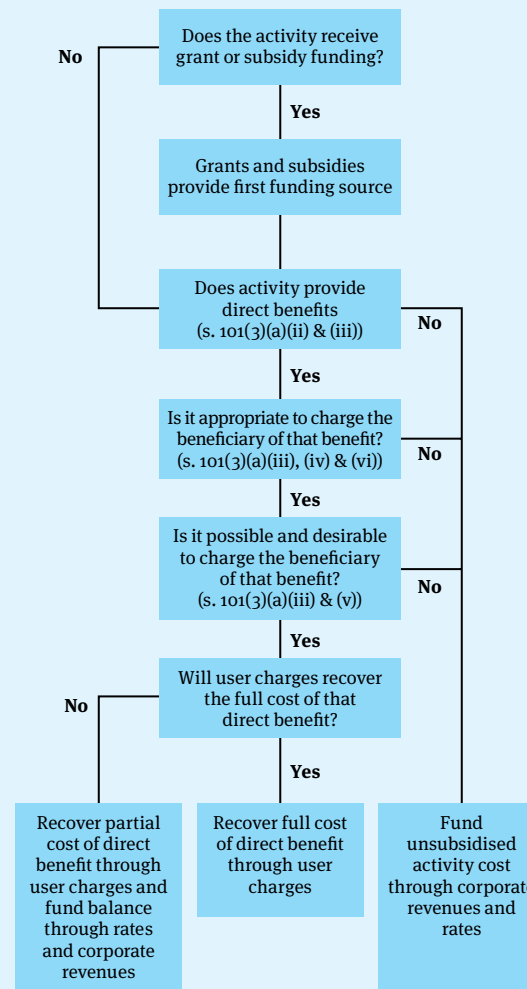 Does the activity receive
grant or subsidy funding?
No
Yes
Grants and subsidies
provide first funding source
Does activity provide
direct benefits
(s. 101(3)(a)(ii) & (iii))
No
Yes
Is it appropriate to charge the
beneficiary of that benefit?
(s. 101(3)(a)(iii), (iv) & (vi))
No
Yes
Is it possible and desirable
to charge the beneficiary
of that benefit?
(s. 101(3)(a)(iii) & (v))
No
Yes
Will user charges recover
the full cost of that
direct benefit?
No
Yes
Recover partial
cost of direct
benefit through
user charges and
fund balance
through rates
and corporate
revenues
Recover full cost
of direct benefit
through user
charges
Fund
unsubsidised
activity cost
through corporate
revenues and
rates